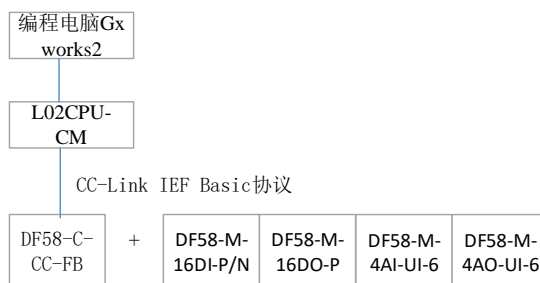 编程电脑Gx
works2
L02CPU-
CM
CC-Link IEF Basic协议
DF58-C-
CC-FB
+
DF58-M-
16DI-P/N
DF58-M-
16DO-P
DF58-M-
4AI-UI-6
DF58-M-
4AO-UI-6